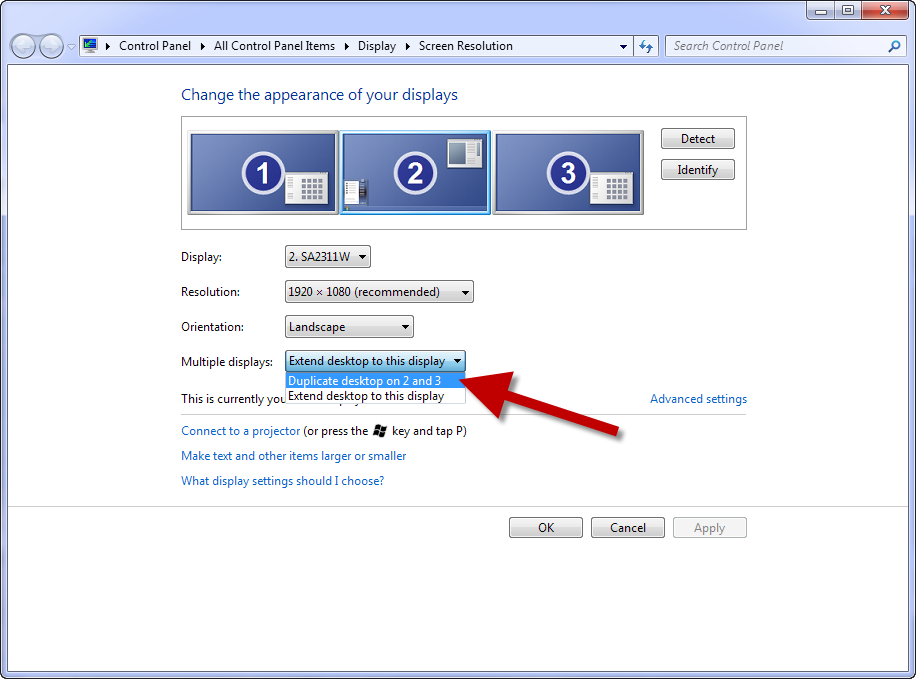 Control Panel All Control Panel Items Display Screen Resolution Search Control Panel
Change the appearance of your displays
1 2 3
Detect
Identify
Display: 2. SA2311W
Resolution: 1920 × 1080 (recommended)
Orientation: Landscape
Multiple displays: Extend desktop to this display
Duplicate desktop on 2 and 3
Extend desktop to this display
This is currently you
Advanced settings
Connect to a projector (or press the key and tap P)
Make text and other items larger or smaller
What display settings should I choose?
OK Cancel Apply